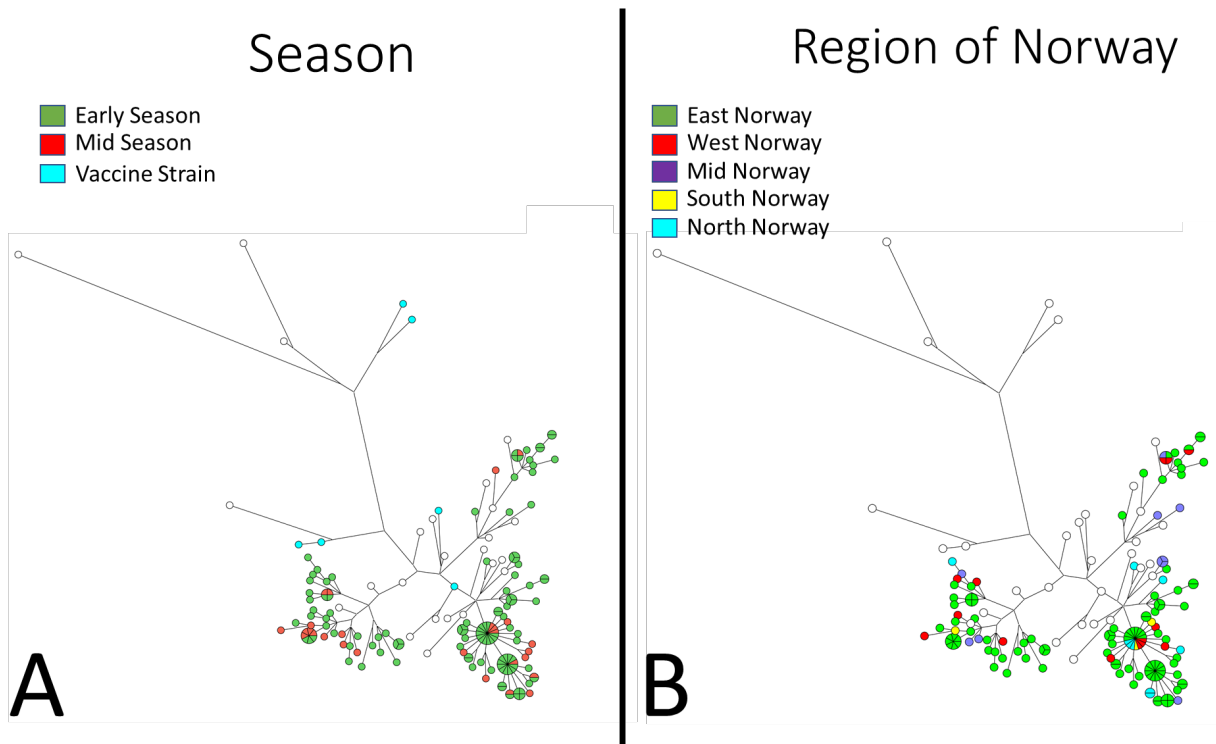 Season
Early Season
Mid Season
Vaccine Strain
A
Region of Norway
East Norway
West Norway
Mid Norway
South Norway
North Norway
B